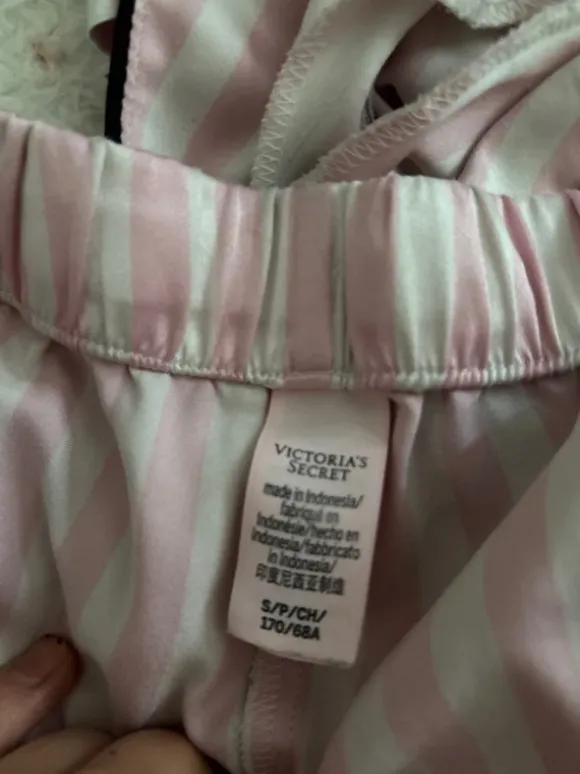 VICTORIA'S
SECRET
made in Indonesia/
fabriqué en
Indonésie/hecho en
Indonesia/fabbricato
in Indonesia/
印度尼西亚制造
S/P/CH/
170/68A